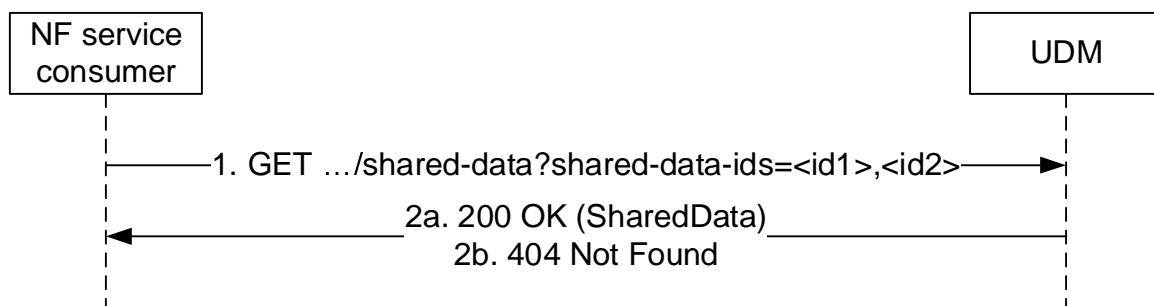 NF service
consumer
UDM
1. GET …/shared-data?shared-data-ids=<id1>,<id2>
2a. 200 OK (SharedData)
2b. 404 Not Found